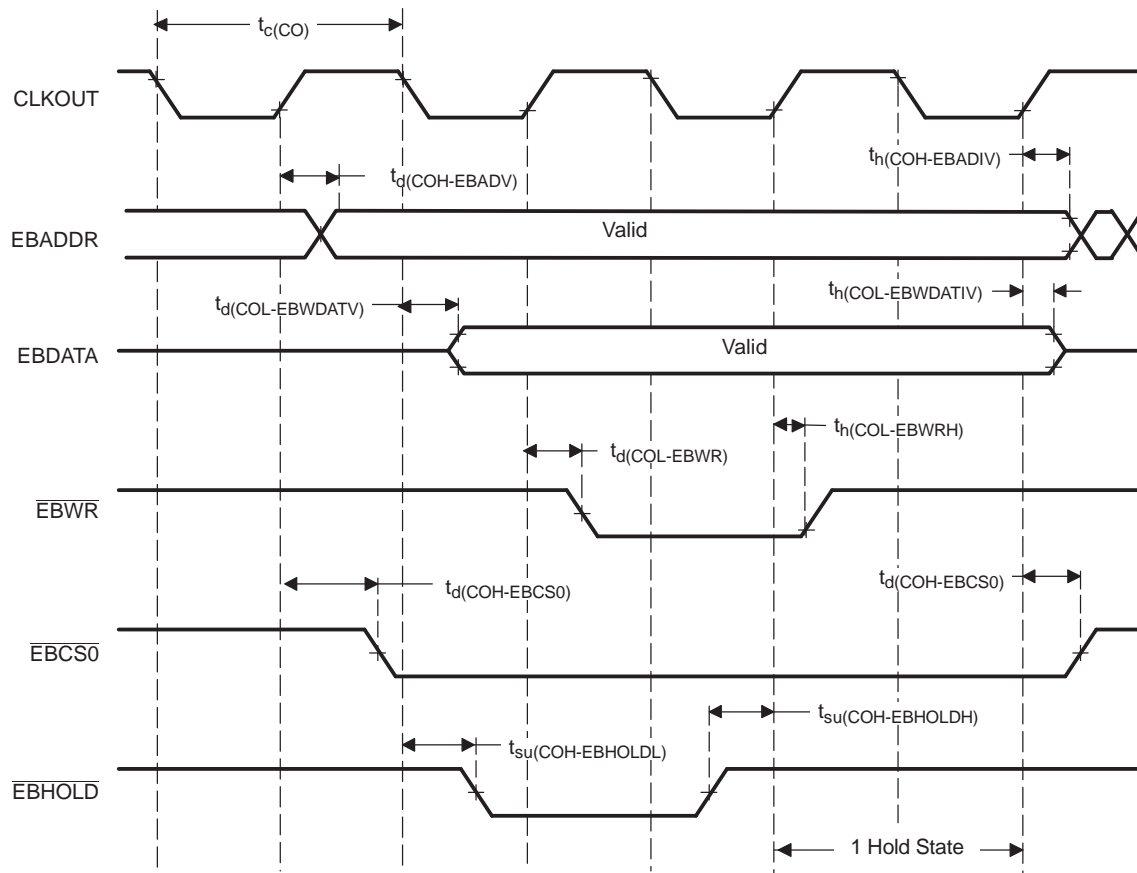 tc(CO)
CLKOUT
td(COH-EBADV)
th(COH-EBADIV)
EBADDR
Valid
td(COL-EBWDATV)
th(COL-EBWDATIV)
EBDATA
Valid
td(COL-EBWR)
th(COL-EBWRH)
EBWR
td(COH-EBCS0)
td(COH-EBCS0)
EBCS0
tsu(COH-EBHOLDL)
tsu(COH-EBHOLDH)
EBHOLD
1 Hold State